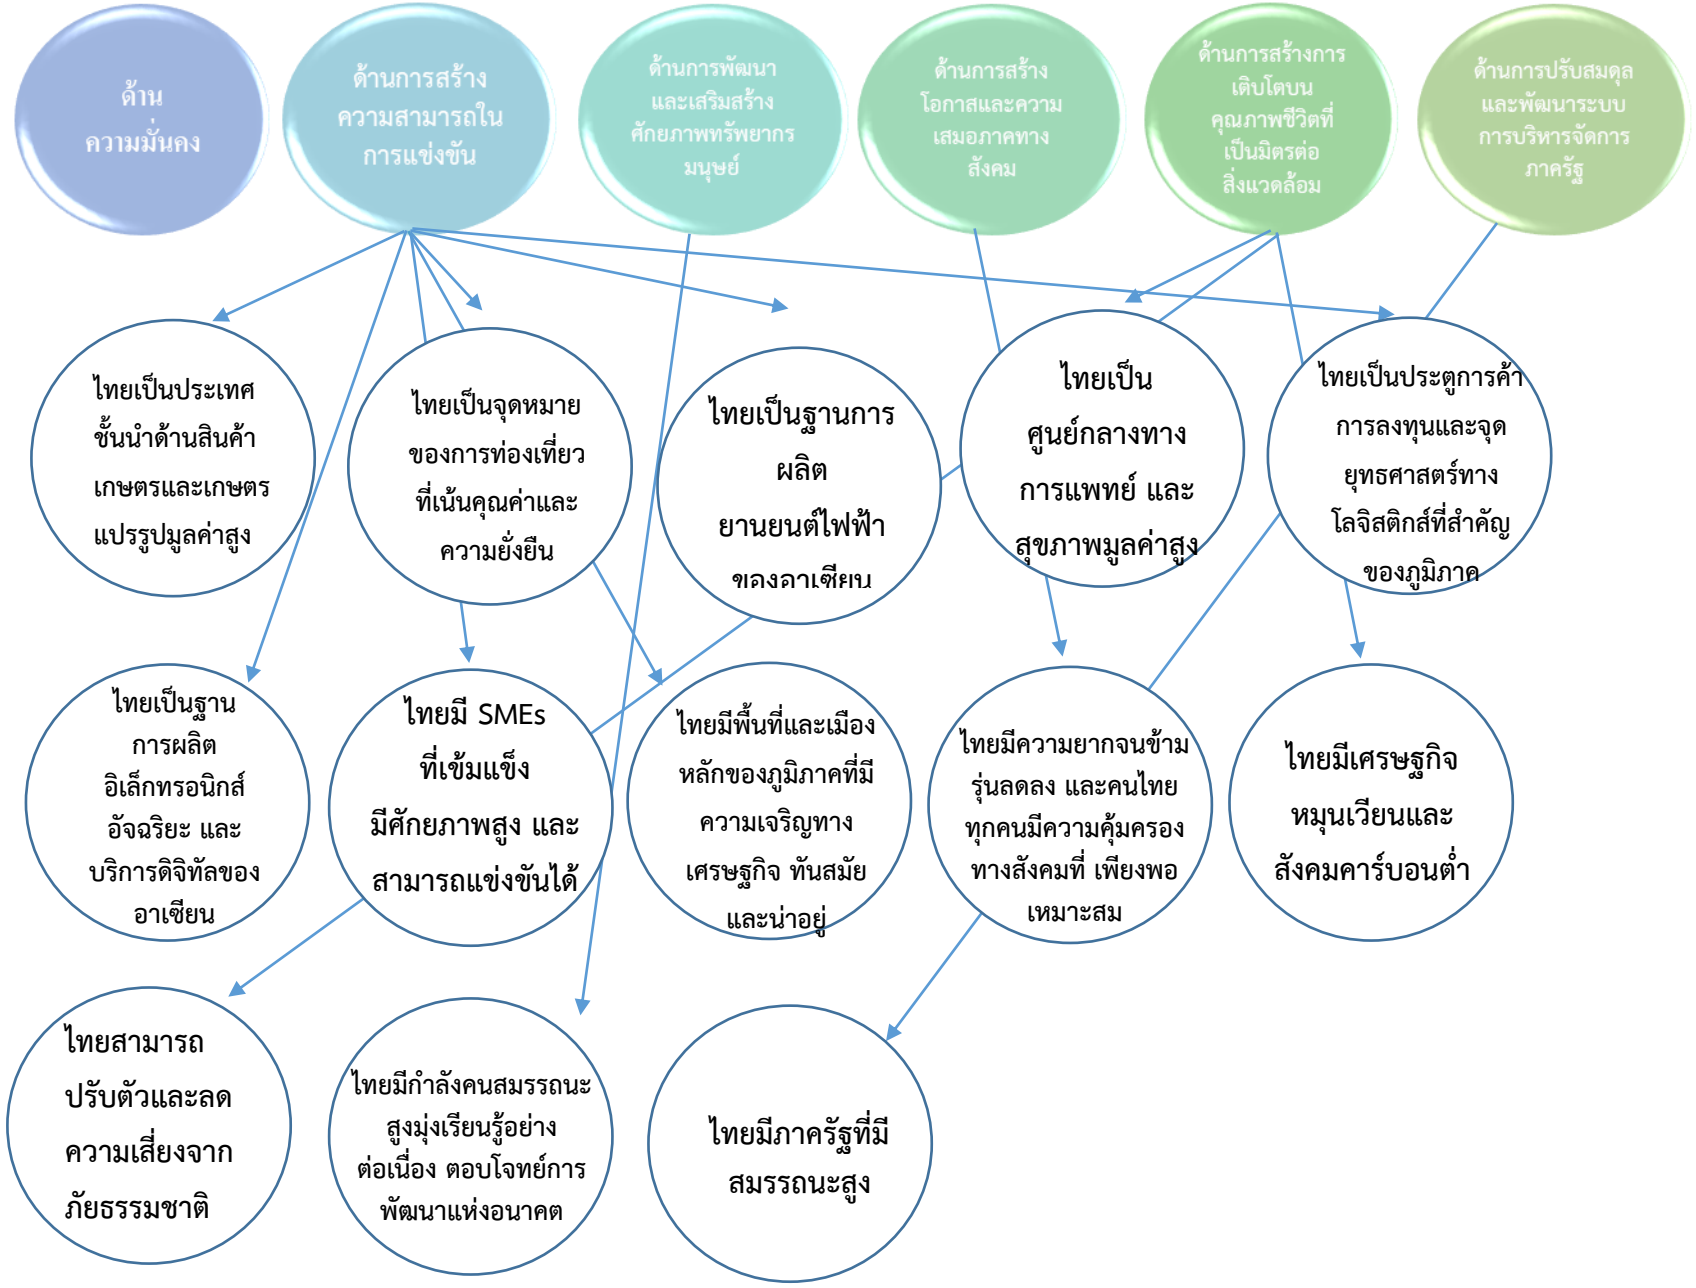 ด้าน
ความมั่นคง
ด้านการสร้าง
ความสามารถใน
การแข่งขัน
ด้านการพัฒนา
และเสริมสร้าง
ศักยภาพทรัพยากร
มนุษย์
ด้านการสร้าง
โอกาสและความ
เสมอภาคทาง
สังคม
ด้านการสร้างการ
เติบโตบน
คุณภาพชีวิตที่
เป็นมิตรต่อ
สิ่งแวดล้อม
ด้านการปรับสมดุล
และพัฒนาระบบ
การบริหารจัดการ
ภาครัฐ
ไทยเป็นประเทศ
ชั้นนำด้านสินค้า
เกษตรและเกษตร
แปรรูปมูลค่าสูง
ไทยเป็นจุดหมาย
ของการท่องเที่ยว
ที่เน้นคุณค่าและ
ความยั่งยืน
ไทยเป็นฐานการ
ผลิต
ยานยนต์ไฟฟ้า
ของอาเซียน
ไทยเป็น
ศูนย์กลางทาง
การแพทย์ และ
สุขภาพมูลค่าสูง
ไทยเป็นประตูการค้า
การลงทุนและจุด
ยุทธศาสตร์ทาง
โลจิสติกส์ที่สำคัญ
ของภูมิภาค
ไทยเป็นฐาน
การผลิต
อิเล็กทรอนิกส์
อัจฉริยะ และ
บริการดิจิทัลของ
อาเซียน
ไทยมี SMEs
ที่เข้มแข็ง
มีศักยภาพสูง และ
สามารถแข่งขันได้
ไทยมีพื้นที่และเมือง
หลักของภูมิภาคที่มี
ความเจริญทาง
เศรษฐกิจ ทันสมัย
และน่าอยู่
ไทยมีความยากจนข้าม
รุ่นลดลง และคนไทย
ทุกคนมีความคุ้มครอง
ทางสังคมที่ เพียงพอ
เหมาะสม
ไทยมีเศรษฐกิจ
หมุนเวียนและ
สังคมคาร์บอนต่ำ
ไทยสามารถ
ปรับตัวและลด
ความเสี่ยงจาก
ภัยธรรมชาติ
ไทยมีกำลังคนสมรรถนะ
สูงมุ่งเรียนรู้อย่าง
ต่อเนื่อง ตอบโจทย์การ
พัฒนาแห่งอนาคต
ไทยมีภาครัฐที่มี
สมรรถนะสูง